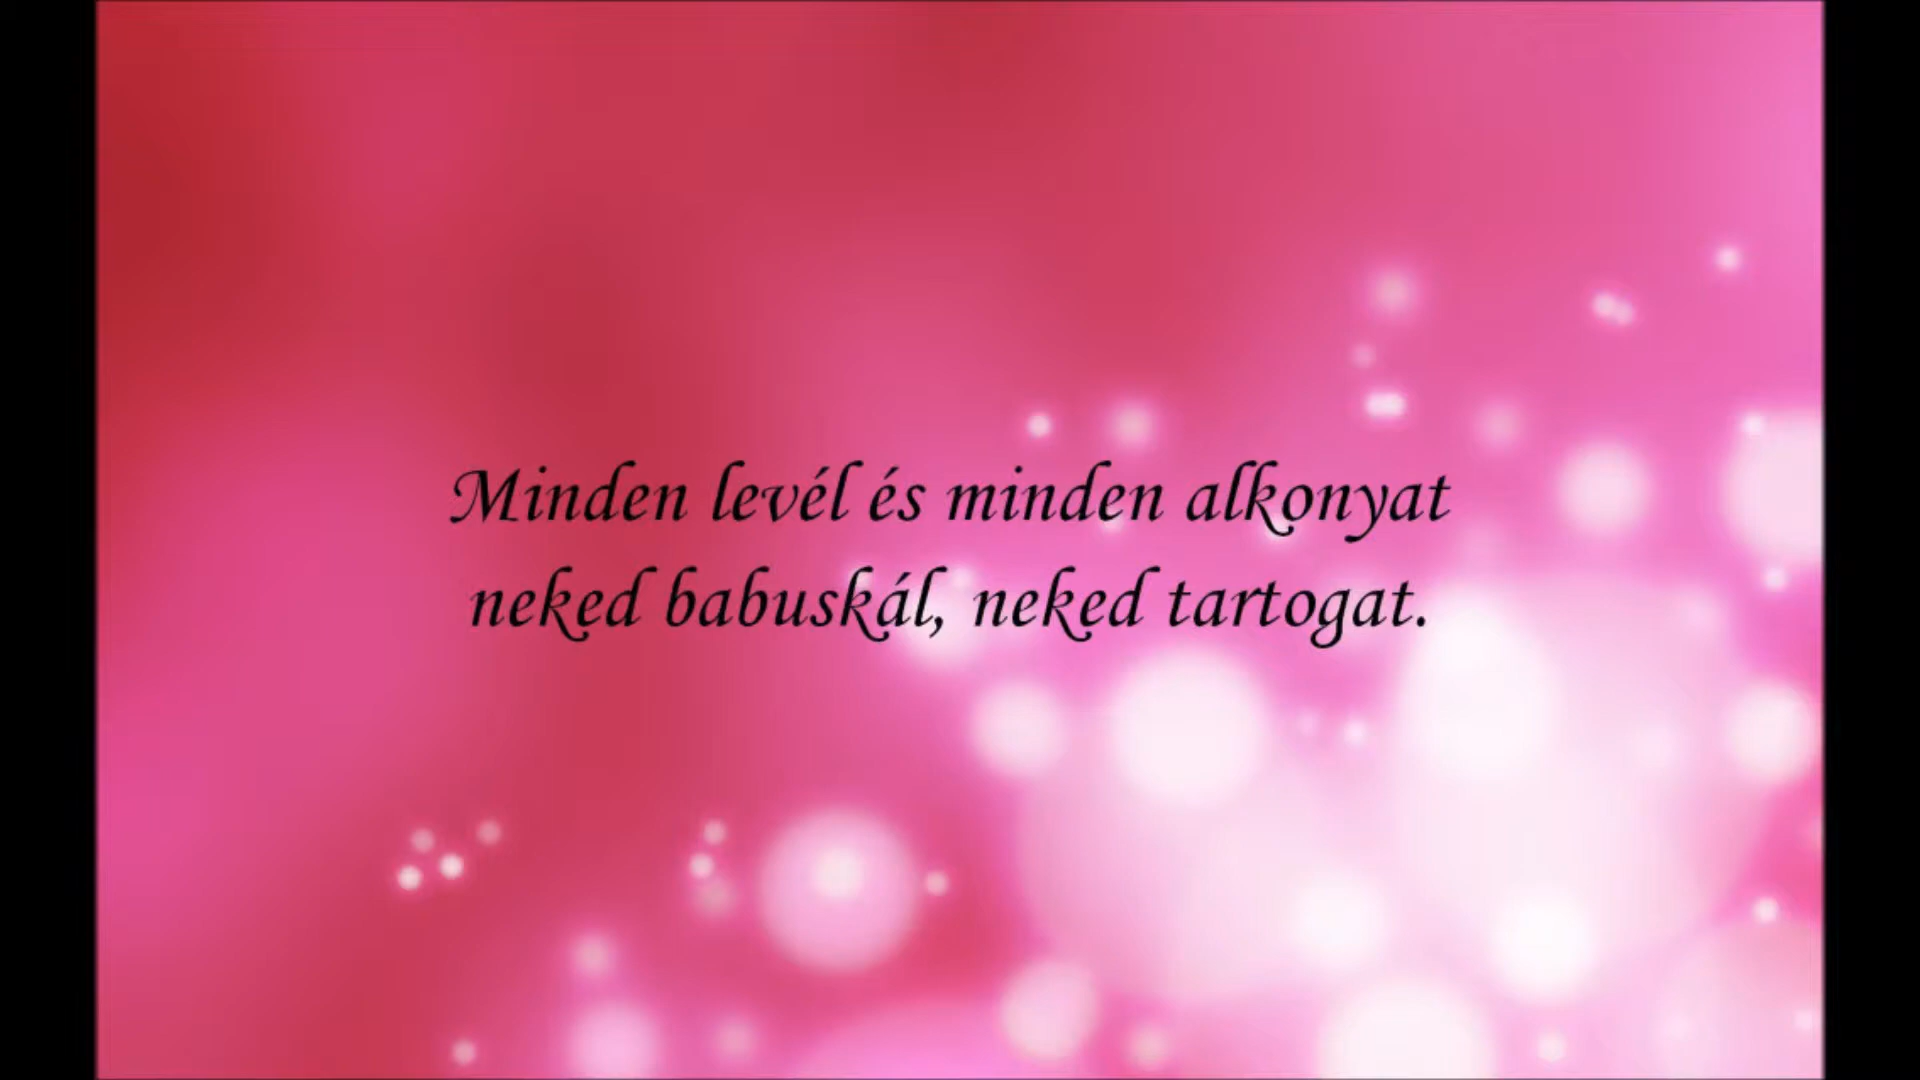 Minden levél és minden alkonyat
neked babuskál, neked tartogat.